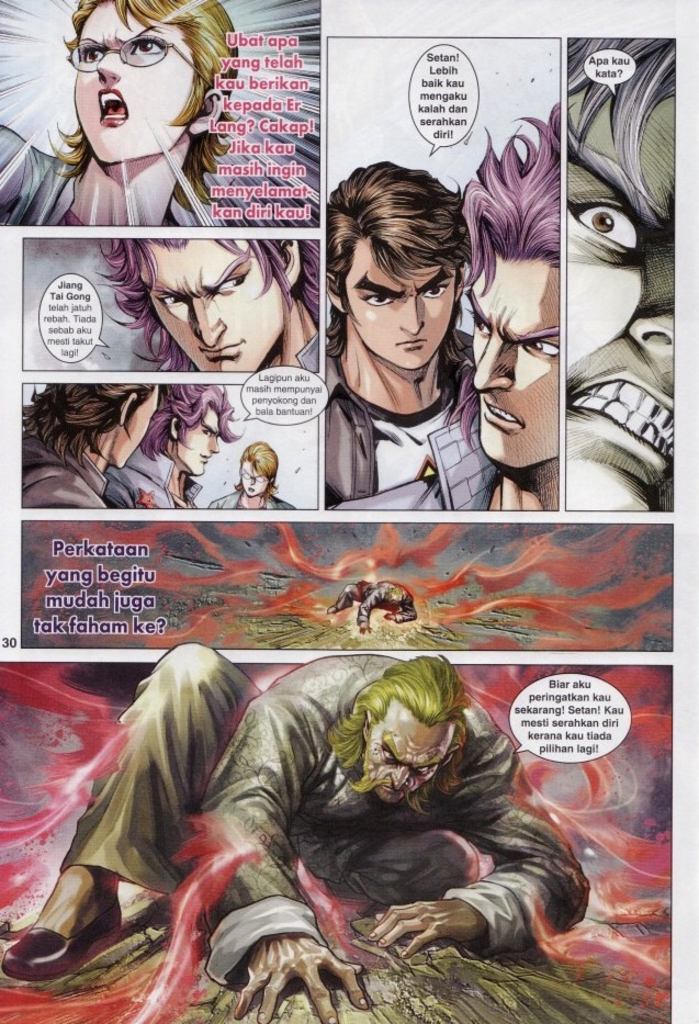 Ubat apa
yang telah
kau berikan
kepada Er
Lang? Cakap!
Jika kau
masih ingin
menyelamat-
kan diri kau!
Jiang
Tai Gong
telah jatuh
rebah. Tiada
sebab aku
mesti takut
lagi!
Lagipun aku
masih mempunyai
penyokong dan
bala bantuan!
Setan!
Lebih
baik kau
mengaku
kalah dan
serahkan
diri!
Apa kau
kata?
Perkataan
yang begitu
mudah juga
tak faham ke?
30
Biar aku
peringatkan kau
sekarang! Setan! Kau
mesti serahkan diri
kerana kau tiada
pilihan lagi!